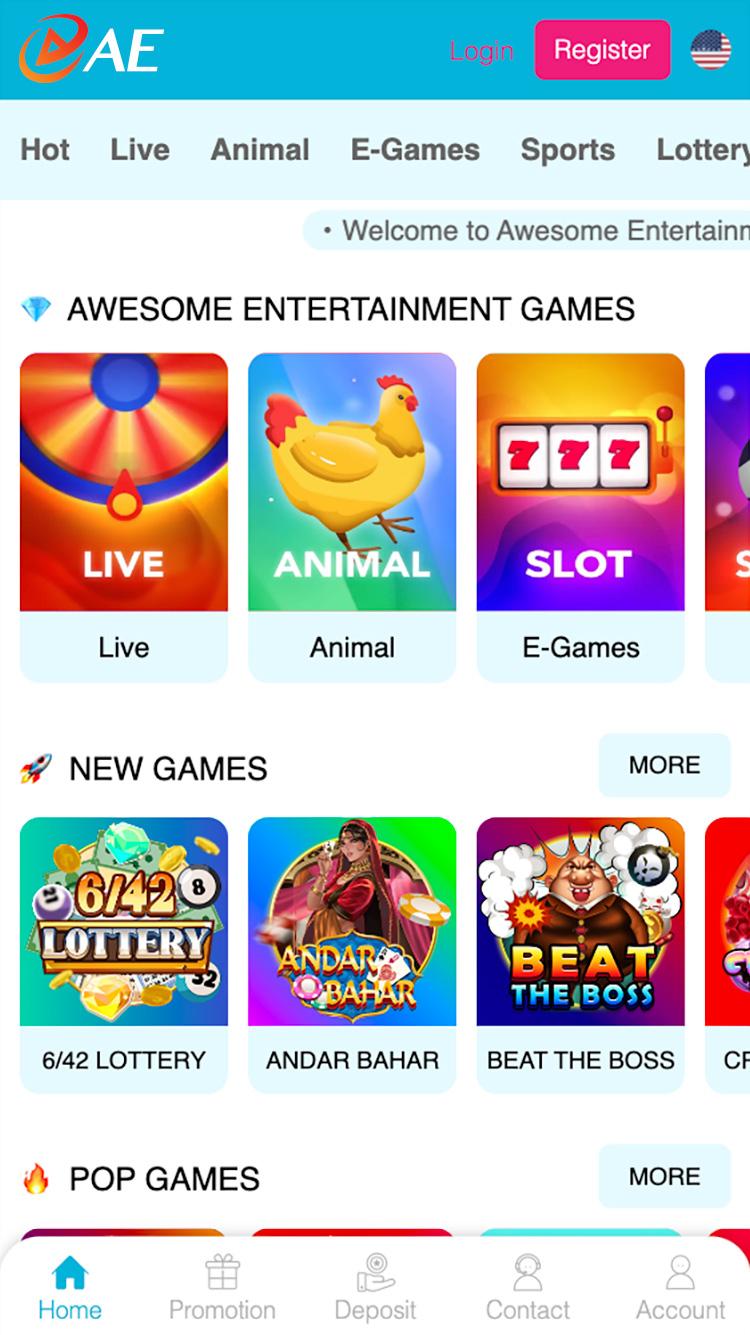 AE
Login
Register
Hot
Live
Animal
E-Games
Sports
Lottery
• Welcome to Awesome Entertainm
AWESOME ENTERTAINMENT GAMES
LIVE
ANIMAL
777
SLOT
S
Live
Animal
E-Games
NEW GAMES
MORE
6/42
8
LOTTERY
ANDAR
BAHAR
BEAT
THE BOSS
6/42 LOTTERY
ANDAR BAHAR
BEAT THE BOSS
CR
POP GAMES
MORE
Home
Promotion
Deposit
Contact
Account